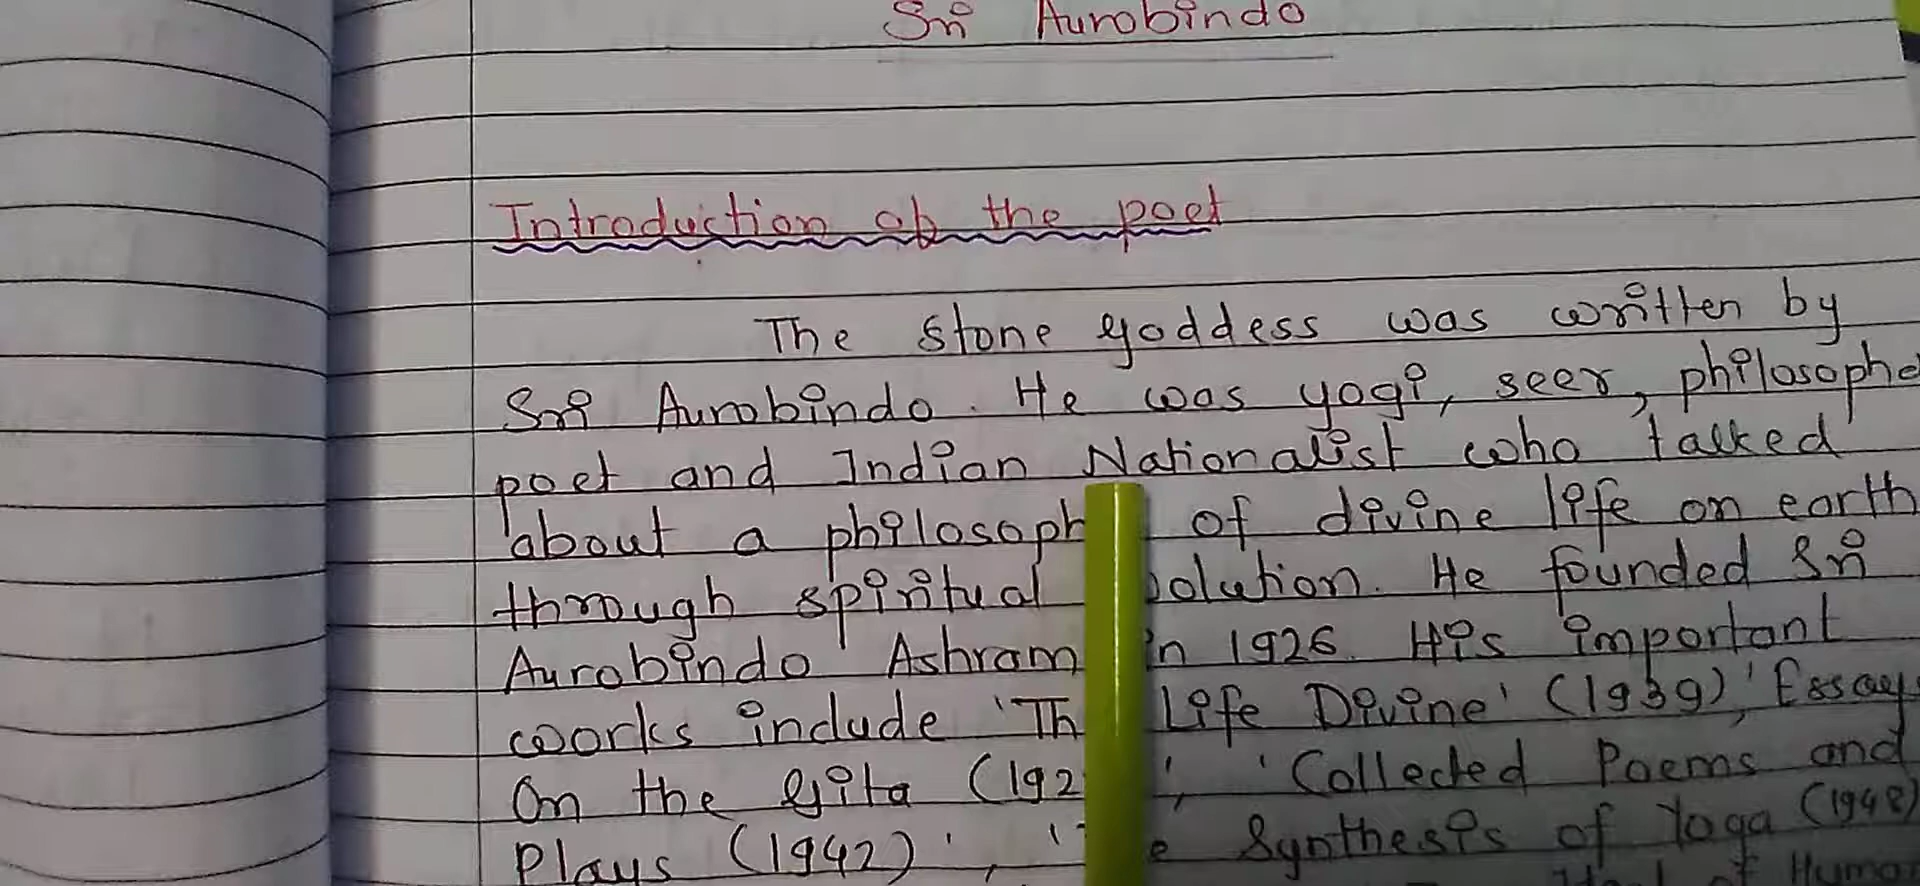 Sri Aurobindo
Introduction of the poet
The Stone Goddess was written by
Sri Aurobindo. He was yogi, seer, philosophe
poet and Indian Nationalist who talked
about a philosoph of divine life on earth
through spiritual olution. He founded Sri
Aurobindo Ashram in 1926. His important
works include 'Th Life Divine' (1939), 'Essays
On the Gita (192 ', 'Collected Poems and
Plays (1942)', ' e Synthesis of Yoga (1948)
of Human